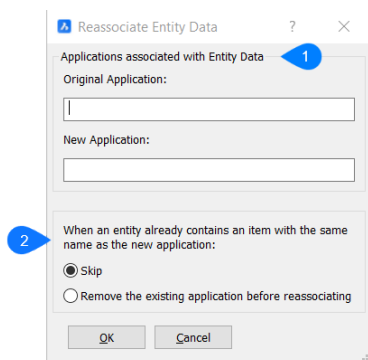 Reassociate Entity Data
Applications associated with Entity Data
1
Original Application:
New Application:
2
When an entity already contains an item with the same
name as the new application:
Skip
Remove the existing application before reassociating
OK
Cancel